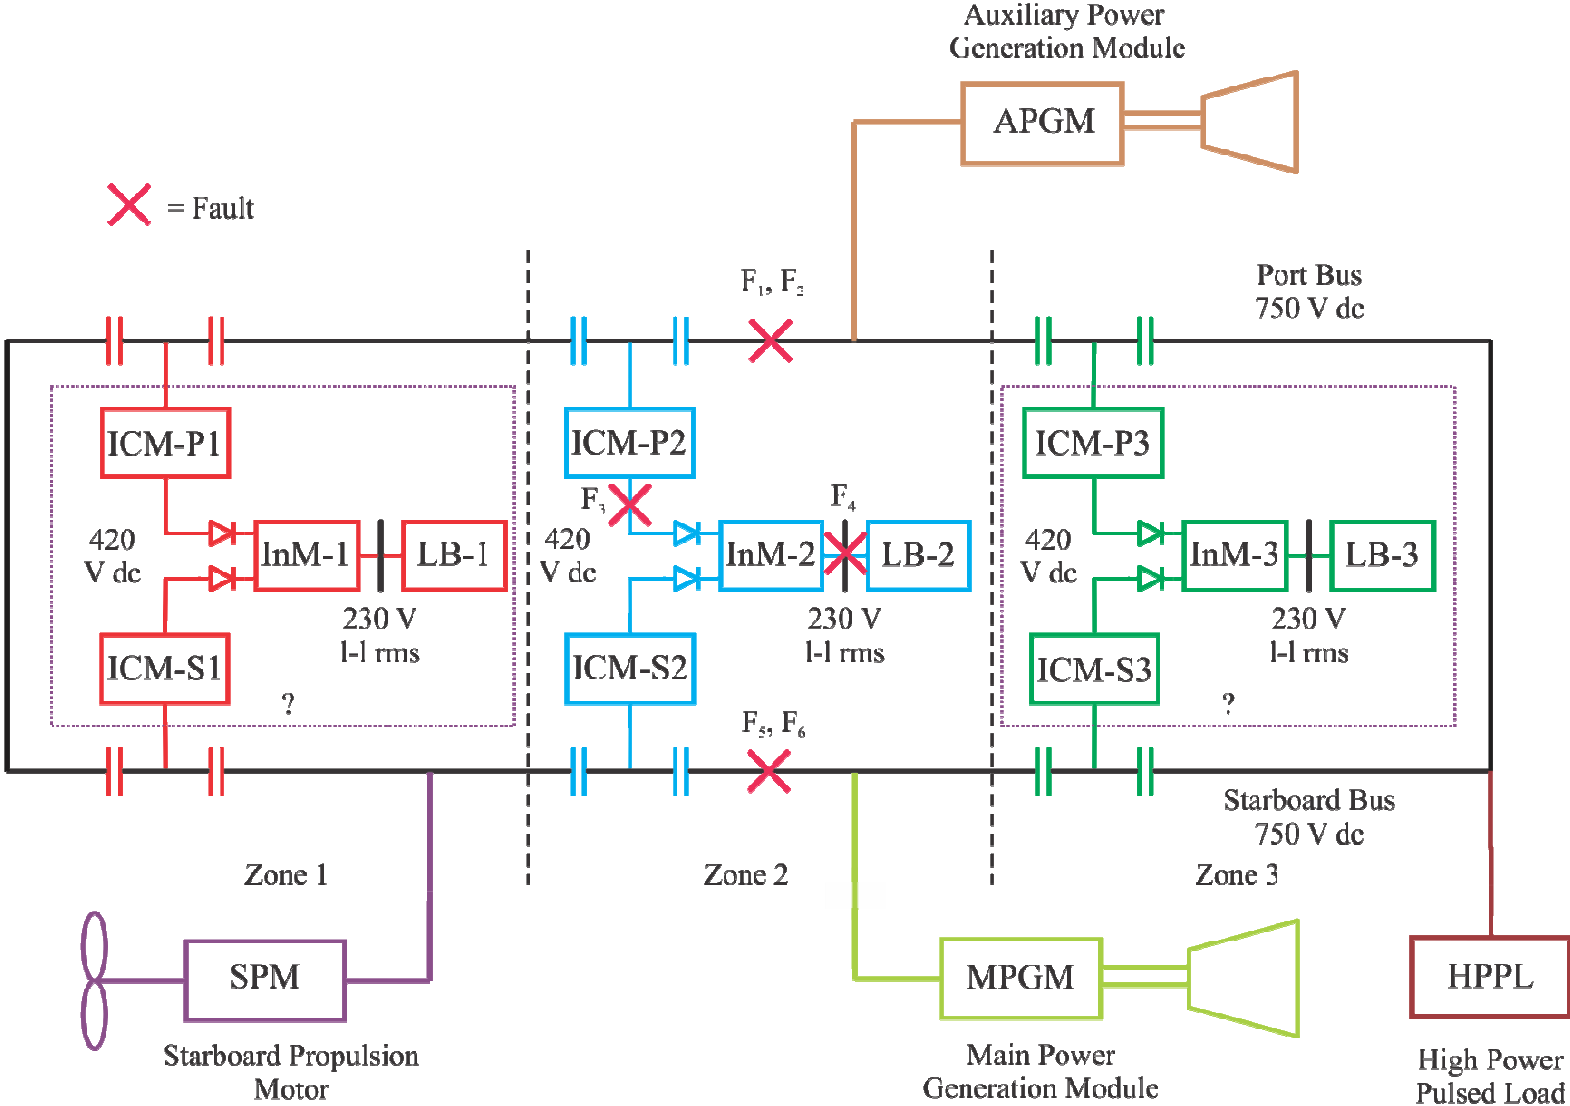 Auxiliary Power
Generation Module
APGM
= Fault
F1, F2
Port Bus
750 V dc
ICM-P1
ICM-P2
ICM-P3
F3
F4
420
V dc
InM-1
LB-1
420
V dc
InM-2
LB-2
420
V dc
InM-3
LB-3
230 V
l-l rms
230 V
l-l rms
230 V
l-l rms
ICM-S1
ICM-S2
ICM-S3
?
?
F5, F6
Starboard Bus
750 V dc
Zone 1
Zone 2
Zone 3
SPM
MPGM
HPPL
Starboard Propulsion
Motor
Main Power
Generation Module
High Power
Pulsed Load